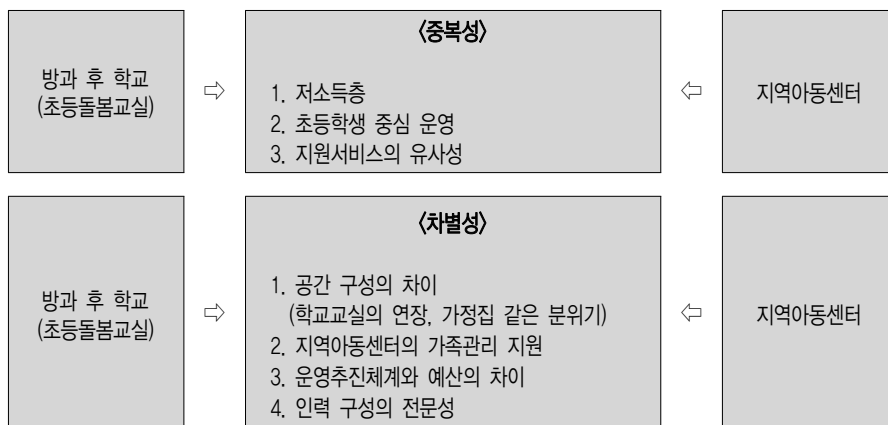 〈중복성〉
방과 후 학교
(초등돌봄교실)
⇨
1. 저소득층
2. 초등학생 중심 운영
3. 지원서비스의 유사성
⇦
지역아동센터
〈차별성〉
방과 후 학교
(초등돌봄교실)
⇨
1. 공간 구성의 차이
(학교교실의 연장, 가정집 같은 분위기)
2. 지역아동센터의 가족관리 지원
3. 운영추진체계와 예산의 차이
4. 인력 구성의 전문성
⇦
지역아동센터